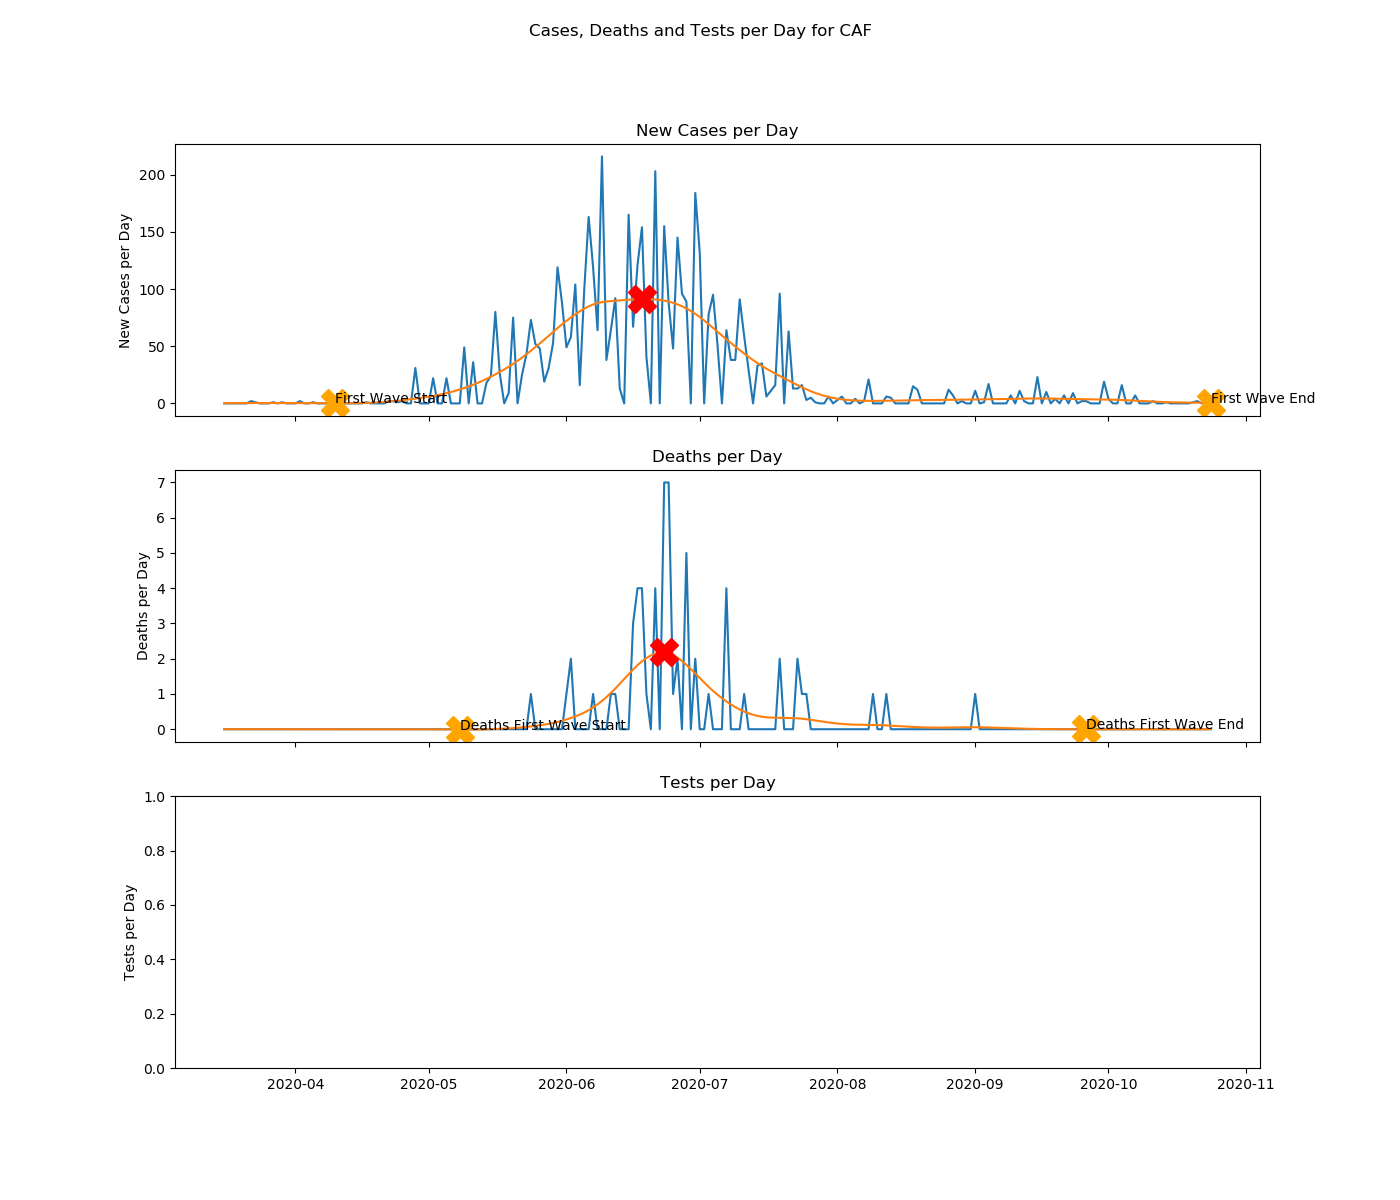 Cases, Deaths and Tests per Day for CAF
New Cases per Day
New Cases per Day
200
150
100
50
0
First Wave Start
First Wave End
Deaths per Day
Deaths per Day
7
6
5
4
3
2
1
0
Deaths First Wave Start
Deaths First Wave End
Tests per Day
Tests per Day
1.0
0.8
0.6
0.4
0.2
0.0
2020-04 2020-05 2020-06 2020-07 2020-08 2020-09 2020-10 2020-11